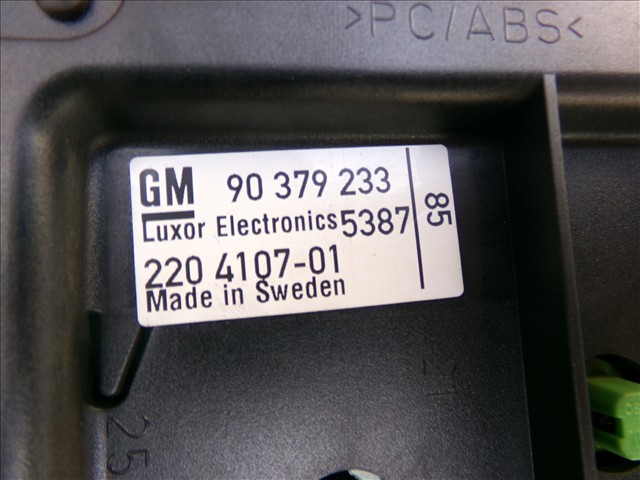 >PC/ABS<
GM 90 379 233
Luxor Electronics 5387
220 4107-01
Made in Sweden
85
25